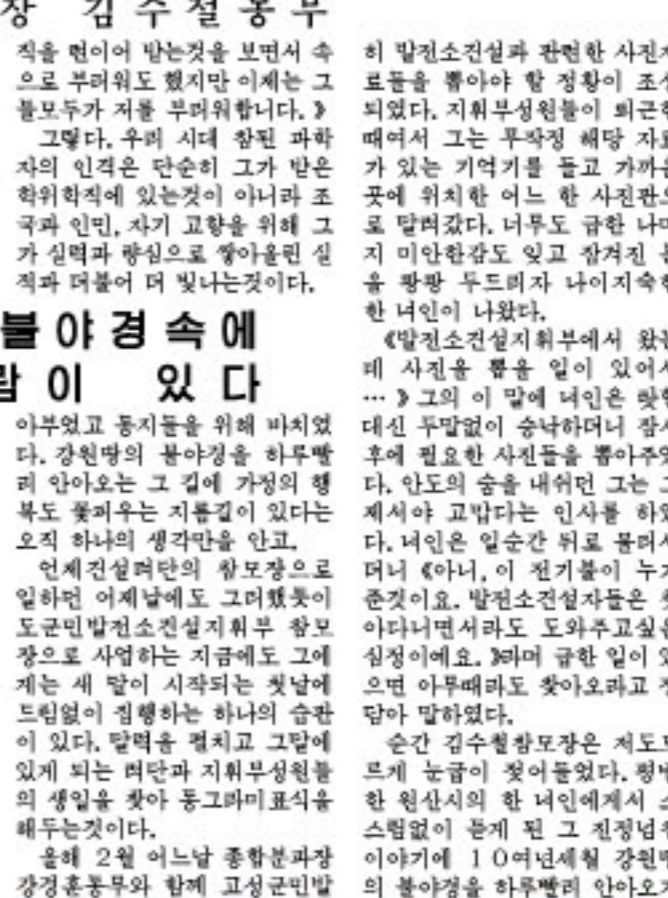 장 김수철동무
직을 련이어 받는것을 보면서 속
으로 부러워도 했지만 이제는 그
들모두가 저를 부러워합니다. 》
그렇다. 우리 시대 참된 과학
자의 인격은 단순히 그가 받은
학위학직에 있는것이 아니라 조
국과 인민, 자기 고향을 위해 그
가 실력과 량심으로 쌓아올린 실
적과 더불어 더 빛나는것이다.
불야경속에
람이 있다
아부었고 동지들을 위해 바치였
다. 강원땅의 불야경을 하루빨
리 안아오는 그 길에 가정의 행
복도 꽃피우는 지름길이 있다는
오직 하나의 생각만을 안고.
언제건설려단의 참모장으로
일하던 어제날에도 그러했듯이
도군민발전소건설지휘부 참모
장으로 사업하는 지금에도 그에
게는 새 달이 시작되는 첫날에
드팀없이 집행하는 하나의 습관
이 있다. 달력을 펼치고 그달에
있게 되는 려단과 지휘부성원들
의 생일을 찾아 동그라미표식을
해두는것이다.
올해 2월 어느날 종합분과장
강경훈동무와 함께 고성군민발
히 발전소건설과 관련한 사진자
료들을 뽑아야 할 정황이 조성
되였다. 지휘부성원들이 퇴근한
때여서 그는 무작정 해당 자료
가 있는 기억기를 들고 가까운
곳에 위치한 어느 한 사진관으
로 달려갔다. 너무도 급한 나머
지 미안한감도 잊고 잠겨진 문
을 쾅쾅 두드리자 나이지숙한
한 녀인이 나왔다.
《발전소건설지휘부에서 왔는
데 사진을 뽑을 일이 있어서
… 》 그의 이 말에 녀인은 랏
대신 두말없이 승낙하더니 잠시
후에 필요한 사진들을 뽑아주었
다. 안도의 숨을 내쉬던 그는 그
제서야 고맙다는 인사를 하였
다. 녀인은 일순간 뒤로 물러서
더니 《아니, 이 전기불이 누가
준것이요. 발전소건설자들은
아다니면서라도 도와주고싶은
심정이예요. 》라며 급한 일이 있
으면 아무때라도 찾아오라고
담아 말하였다.
순간 김수철참모장은 저도모
르게 눈굽이 젖어들었다. 평범
한 원산시의 한 녀인에게서 스
스럼없이 듣게 된 그 진정넘친
이야기에 10여년세월 강원땅
의 불야경을 하루빨리 안아오자